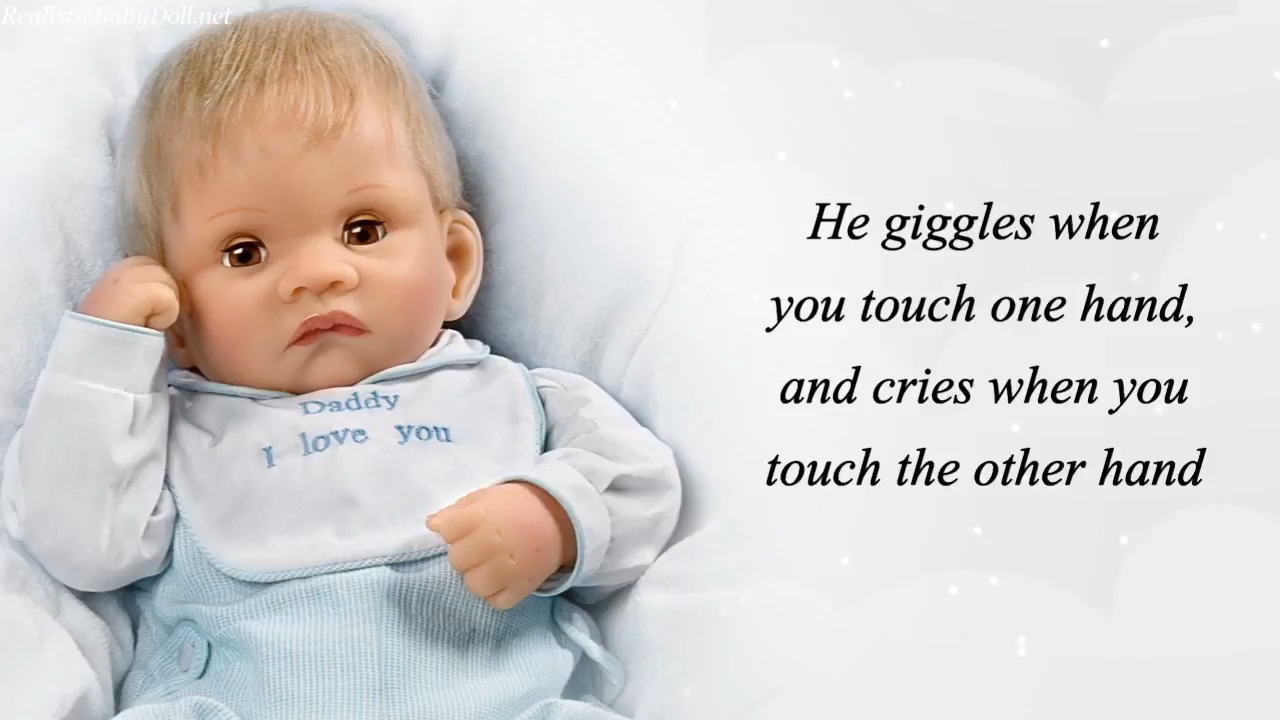 RealisticBabyDoll.net
He giggles when
you touch one hand,
and cries when you
touch the other hand
Daddy
I love you